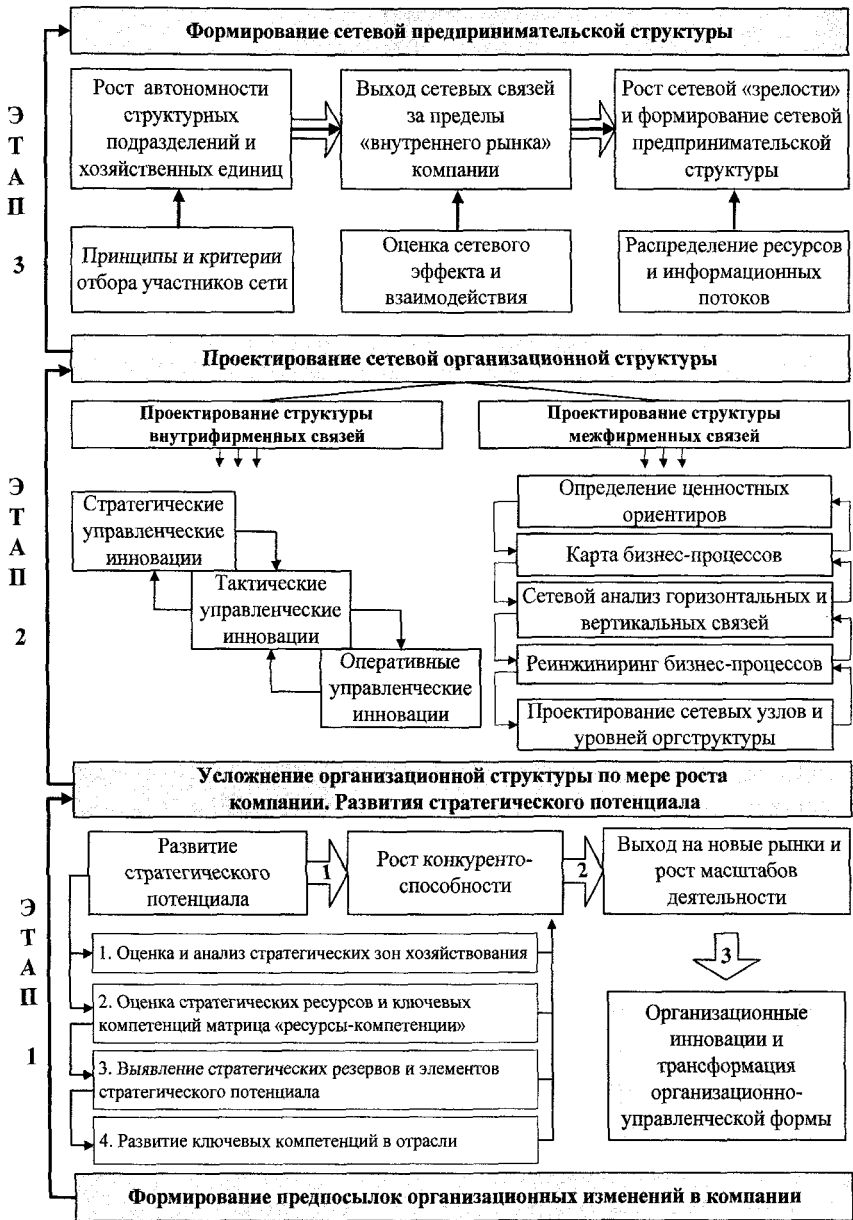 Формирование сетевой предпринимательской структуры
Э
Т
А
П
3
Рост автономности
структурных
подразделений и
хозяйственных единиц
Выход сетевых связей
за пределы
«внутреннего рынка»
компании
Рост сетевой «зрелости»
и формирование сетевой
предпринимательской
структуры
Принципы и критерии
отбора участников сети
Оценка сетевого
эффекта и
взаимодействия
Распределение ресурсов
и информационных
потоков
Проектирование сетевой организационной структуры
Э
Т
А
П
2
Проектирование структуры
внутрифирменных связей
Проектирование структуры
межфирменных связей
Стратегические
управленческие
инновации
Тактические
управленческие
инновации
Оперативные
управленческие
инновации
Определение ценностных
ориентиров
Карта бизнес-процессов
Сетевой анализ горизонтальных и
вертикальных связей
Реинжиниринг бизнес-процессов
Проектирование сетевых узлов и
уровней оргструктуры
Усложнение организационной структуры по мере роста
компании. Развития стратегического потенциала
Э
Т
А
П
1
Развитие
стратегического
потенциала
1
Рост конкуренто-
способности
2
Выход на новые рынки и
рост масштабов
деятельности
3
1. Оценка и анализ стратегических зон хозяйствования
2. Оценка стратегических ресурсов и ключевых
компетенций матрица «ресурсы-компетенции»
3. Выявление стратегических резервов и элементов
стратегического потенциала
4. Развитие ключевых компетенций в отрасли
Организационные
инновации и
трансформация
организационно-
управленческой формы
Формирование предпосылок организационных изменений в компании